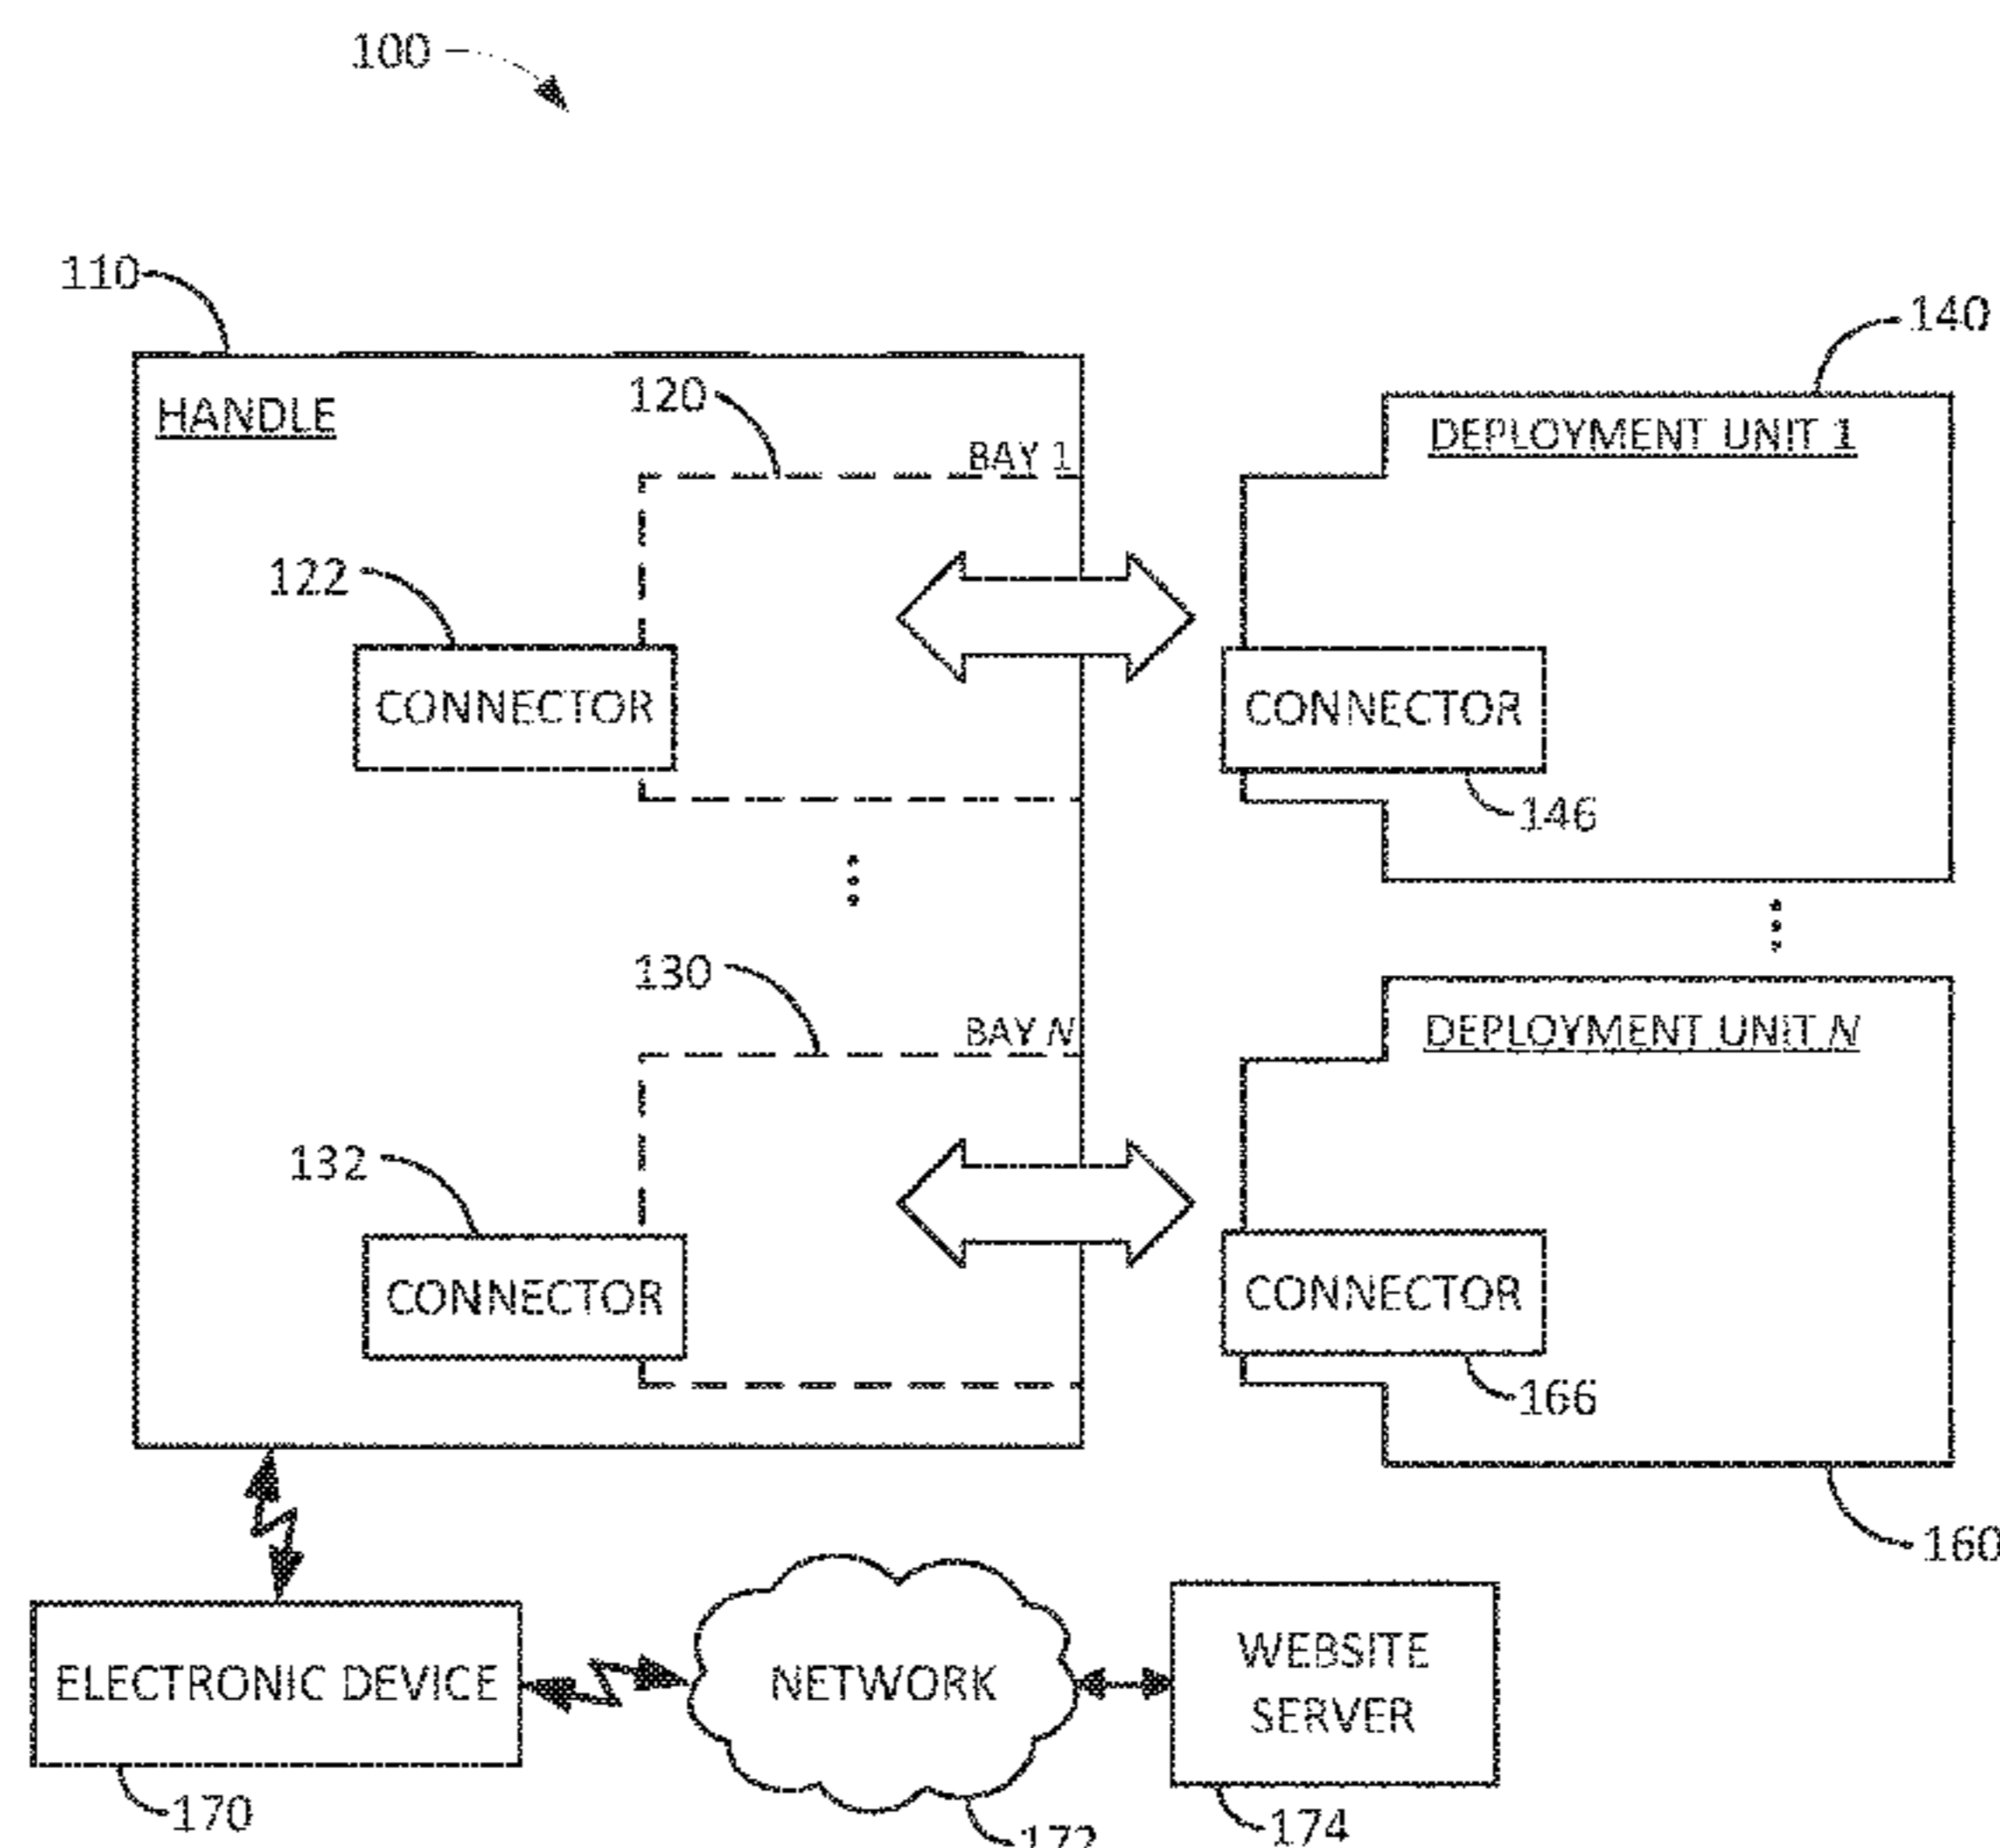 100
110
HANDLE
120
BAY 1
140
DEPLOYMENT UNIT 1
122
CONNECTOR
CONNECTOR
146
130
BAY N
DEPLOYMENT UNIT N
132
CONNECTOR
CONNECTOR
166
160
ELECTRONIC DEVICE
NETWORK
WEBSITE
SERVER
170
172
174